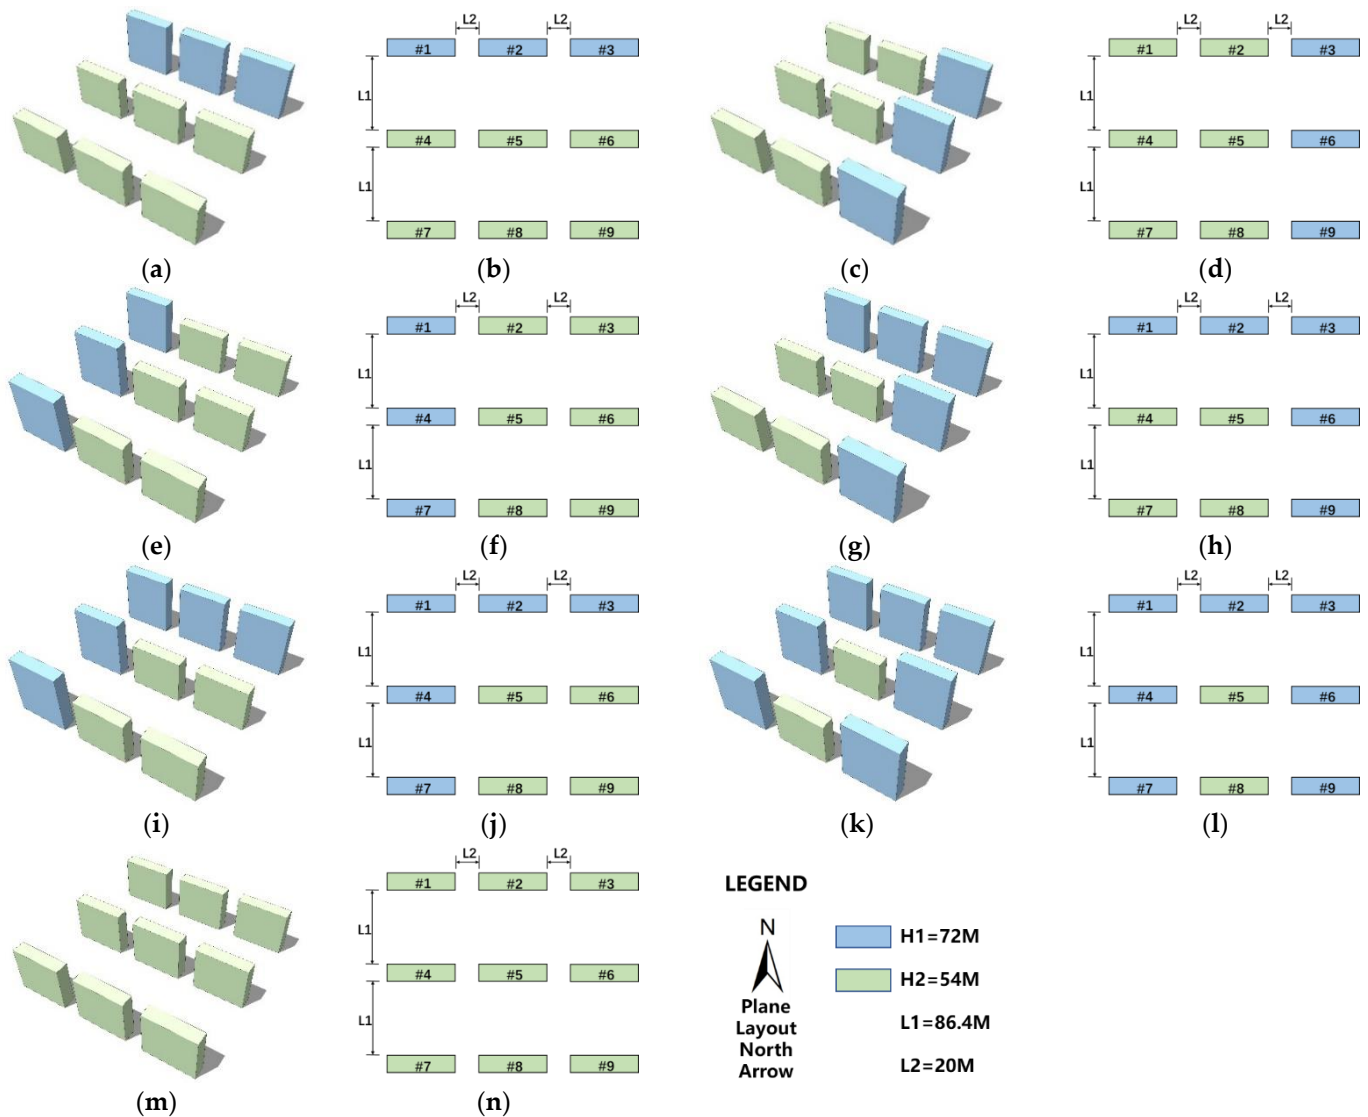 L2 L2
#1 #2 #3
L1
#4 #5 #6
L1
#7 #8 #9
(a) (b)
L2 L2
#1 #2 #3
L1
#4 #5 #6
L1
#7 #8 #9
(c) (d)
L2 L2
#1 #2 #3
L1
#4 #5 #6
L1
#7 #8 #9
(e) (f)
L2 L2
#1 #2 #3
L1
#4 #5 #6
L1
#7 #8 #9
(g) (h)
L2 L2
#1 #2 #3
L1
#4 #5 #6
L1
#7 #8 #9
(i) (j)
L2 L2
#1 #2 #3
L1
#4 #5 #6
L1
#7 #8 #9
(k) (l)
L2 L2
#1 #2 #3
L1
#4 #5 #6
L1
#7 #8 #9
(m) (n)
LEGEND
N
Plane
Layout
North
Arrow
H1=72M
H2=54M
L1=86.4M
L2=20M